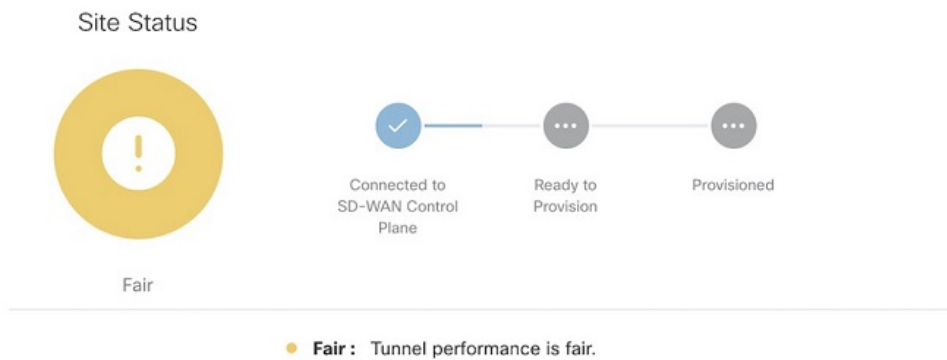 Site Status
Connected to
SD-WAN Control
Plane
Ready to
Provision
Provisioned
Fair
Fair : Tunnel performance is fair.